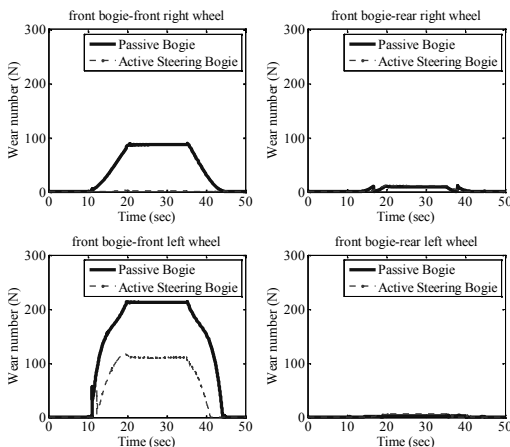 front bogie-front right wheel
300
200
100
0
Wear number (N)
Passive Bogie
Active Steering Bogie
0 10 20 30 40 50
Time (sec)
front bogie-rear right wheel
300
200
100
0
Wear number (N)
Passive Bogie
Active Steering Bogie
0 10 20 30 40 50
Time (sec)
front bogie-front left wheel
300
200
100
0
Wear number (N)
Passive Bogie
Active Steering Bogie
0 10 20 30 40 50
Time (sec)
front bogie-rear left wheel
300
200
100
0
Wear number (N)
Passive Bogie
Active Steering Bogie
0 10 20 30 40 50
Time (sec)